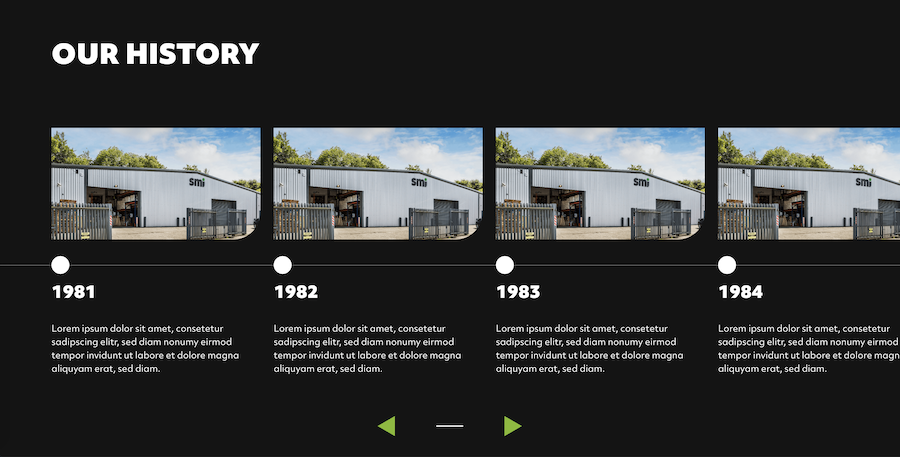 OUR HISTORY
smi
smi
smi
smi
1981
1982
1983
1984
Lorem ipsum dolor sit amet, consetetur
sadipscing elitr, sed diam nonumy eirmod
tempor invidunt ut labore et dolore magna
aliquyam erat, sed diam.
Lorem ipsum dolor sit amet, consetetur
sadipscing elitr, sed diam nonumy eirmod
tempor invidunt ut labore et dolore magna
aliquyam erat, sed diam.
Lorem ipsum dolor sit amet, consetetur
sadipscing elitr, sed diam nonumy eirmod
tempor invidunt ut labore et dolore magna
aliquyam erat, sed diam.
Lorem ipsum dolor sit amet, consetetur
sadipscing elitr, sed diam nonumy eirmod
tempor invidunt ut labore et dolore magn
aliquyam erat, sed diam.